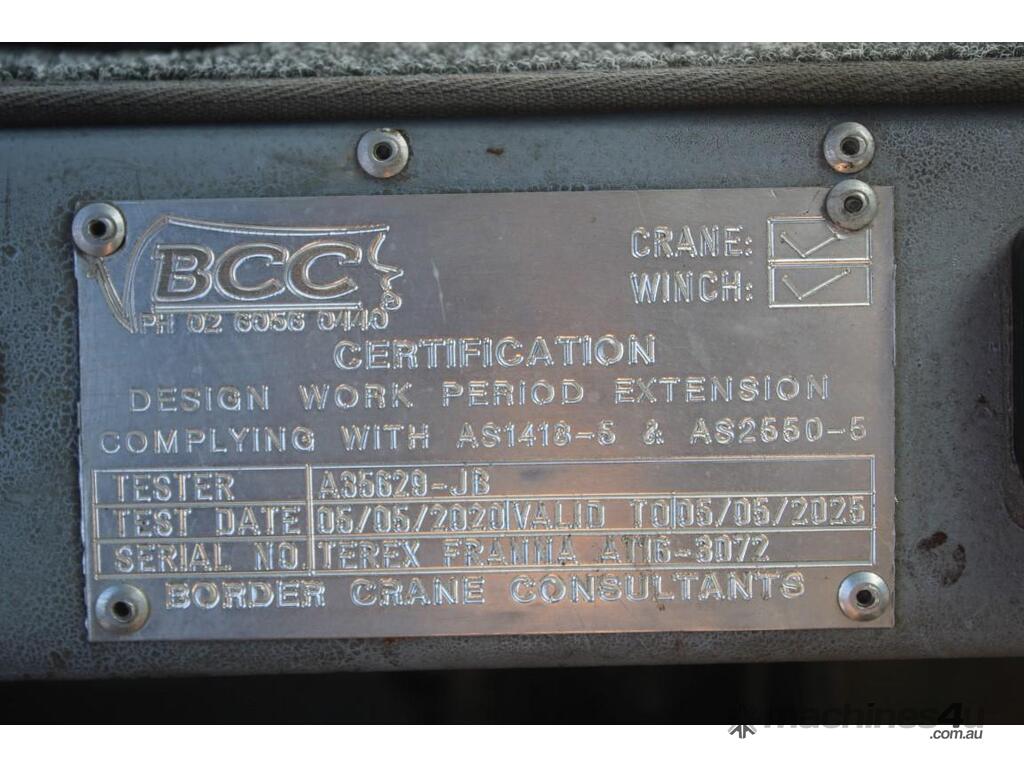 BCC
PH 02 6056 0440
CRANE:
WINCH:
CERTIFICATION
DESIGN WORK PERIOD EXTENSION
COMPLYING WITH AS1418-5 & AS2550-5
TESTER A35629-JB
TEST DATE 05/05/2020 VALID TO 05/05/2025
SERIAL NO. TEREX FRANNA AT16-3072
BORDER CRANE CONSULTANTS
machines4u
.com.au